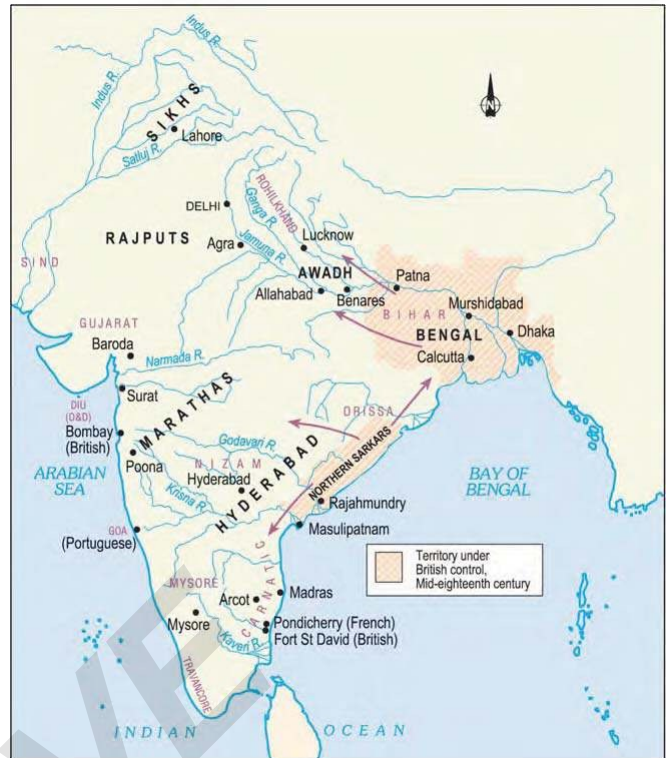 Indus R.
Indus R.
SIKHS
Lahore
Satluj R.
N
DELHI
ROHILKHAND
Ganga R.
RAJPUTS
Agra
Jamuna R.
Lucknow
SIND
AWADH
Patna
Allahabad
Benares
BIHAR
Murshidabad
GUJARAT
BENGAL
Dhaka
Baroda
Narmada R.
Calcutta
Surat
MARATHAS
DIU
(D&D)
ORISSA
Bombay
(British)
Godavari R.
NIZAM
HYDERABAD
NORTHERN SARKARS
ARABIAN
SEA
Poona
Hyderabad
BAY OF
BENGAL
Krisna R.
Rajahmundry
GOA
(Portuguese)
Masulipatnam
Territory under
British control,
Mid-eighteenth century
CARNATIC
MYSORE
Arcot
Madras
Mysore
Pondicherry (French)
Kaveri R.
Fort St David (British)
TRAVANCORE
INDIAN OCEAN